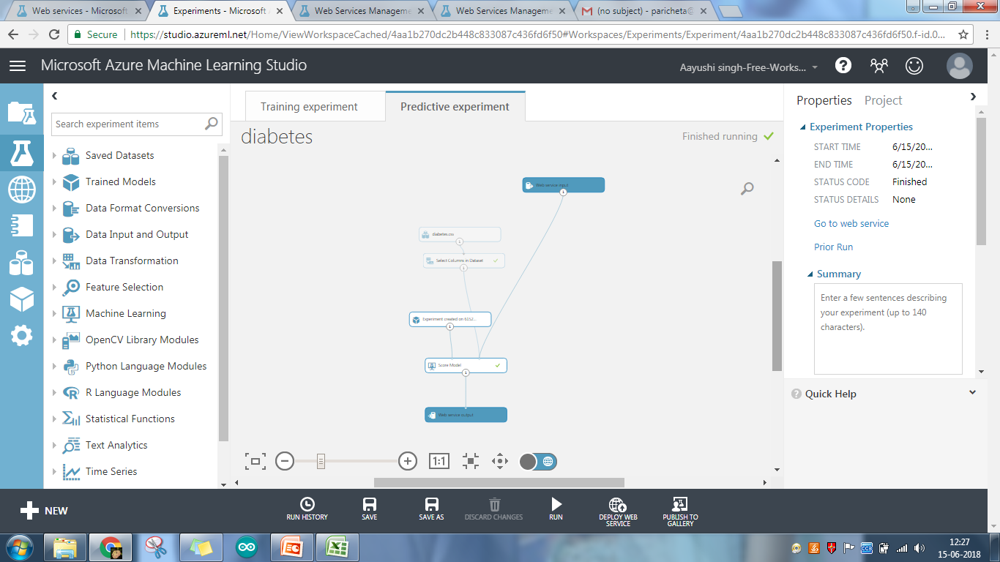 Web services - Microsoft
Experiments - Microsoft A
Web Services Manageme
Web Services Manageme
(no subject) - paricheta@
Secure
https://studio.azureml.net/Home/ViewWorkspaceCached/4aa1b270dc2b448c833087c436fd6f50#Workspaces/Experiments/Experiment/4aa1b270dc2b448c833087c436fd6f50.f-id.0...
Microsoft Azure Machine Learning Studio
Aayushi singh-Free-Works...
Search experiment items
Saved Datasets
Trained Models
Data Format Conversions
Data Input and Output
Data Transformation
Feature Selection
Machine Learning
OpenCV Library Modules
Python Language Modules
R Language Modules
Statistical Functions
Text Analytics
Time Series
Training experiment
Predictive experiment
diabetes
Finished running
Web service input
1
diabetes.csv
1
Select Columns in Dataset
1
Experiment created on 6152...
1
Score Model
1
Web service output
1:1
Properties
Project
Experiment Properties
START TIME 6/15/20...
END TIME 6/15/20...
STATUS CODE Finished
STATUS DETAILS None
Go to web service
Prior Run
Summary
Enter a few sentences describing
your experiment (up to 140
characters).
Quick Help
NEW
RUN HISTORY
SAVE
SAVE AS
DISCARD CHANGES
RUN
DEPLOY WEB
SERVICE
PUBLISH TO
GALLERY
12:27
15-06-2018